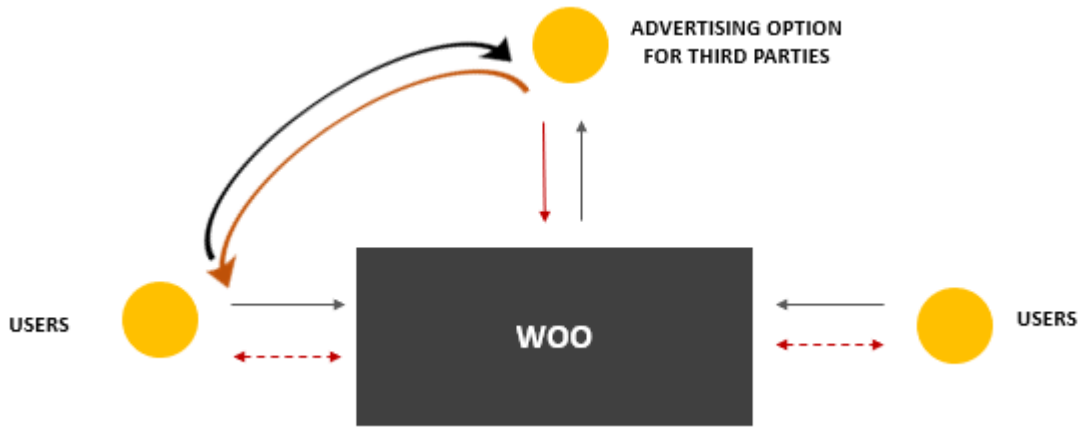 ADVERTISING OPTION
FOR THIRD PARTIES
USERS
WOO
USERS